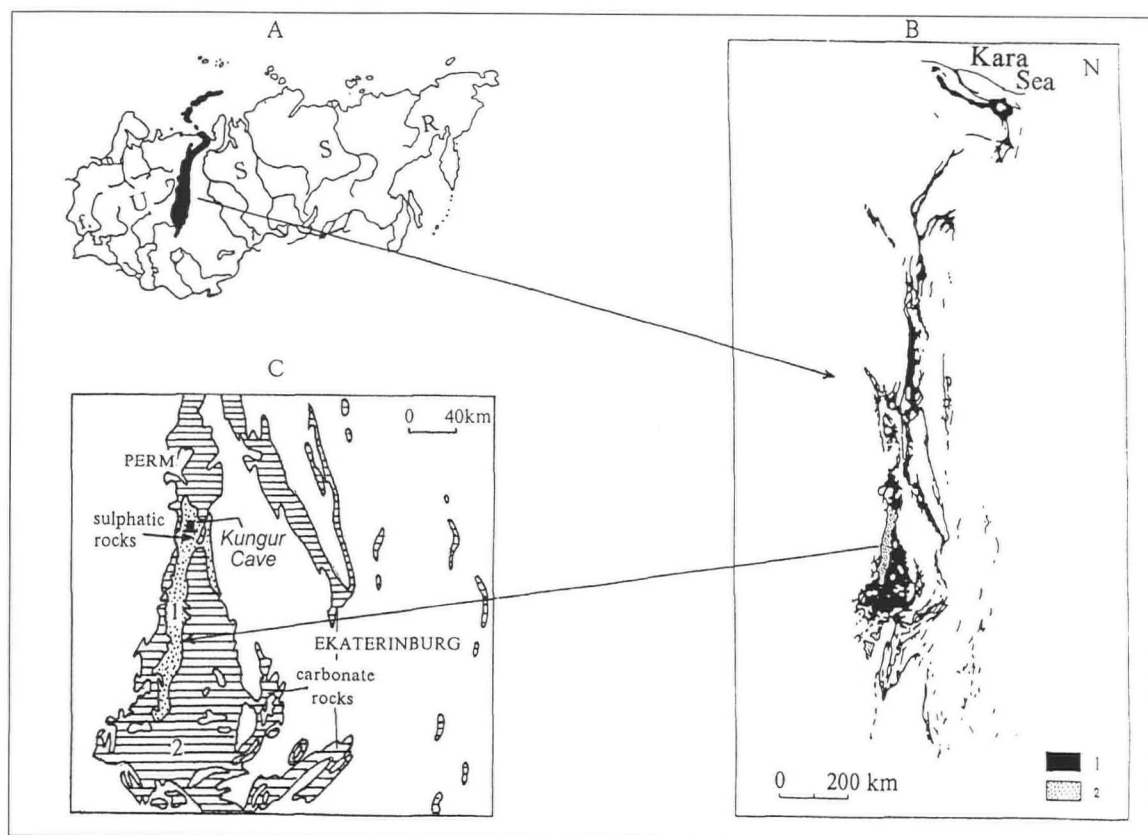 A
U
S
S
R
B
Kara
Sea
N
0 200 km
1
2
C
0 40km
PERM
sulphatic
rocks
Kungur
Cave
1
EKATERINBURG
carbonate
rocks
2